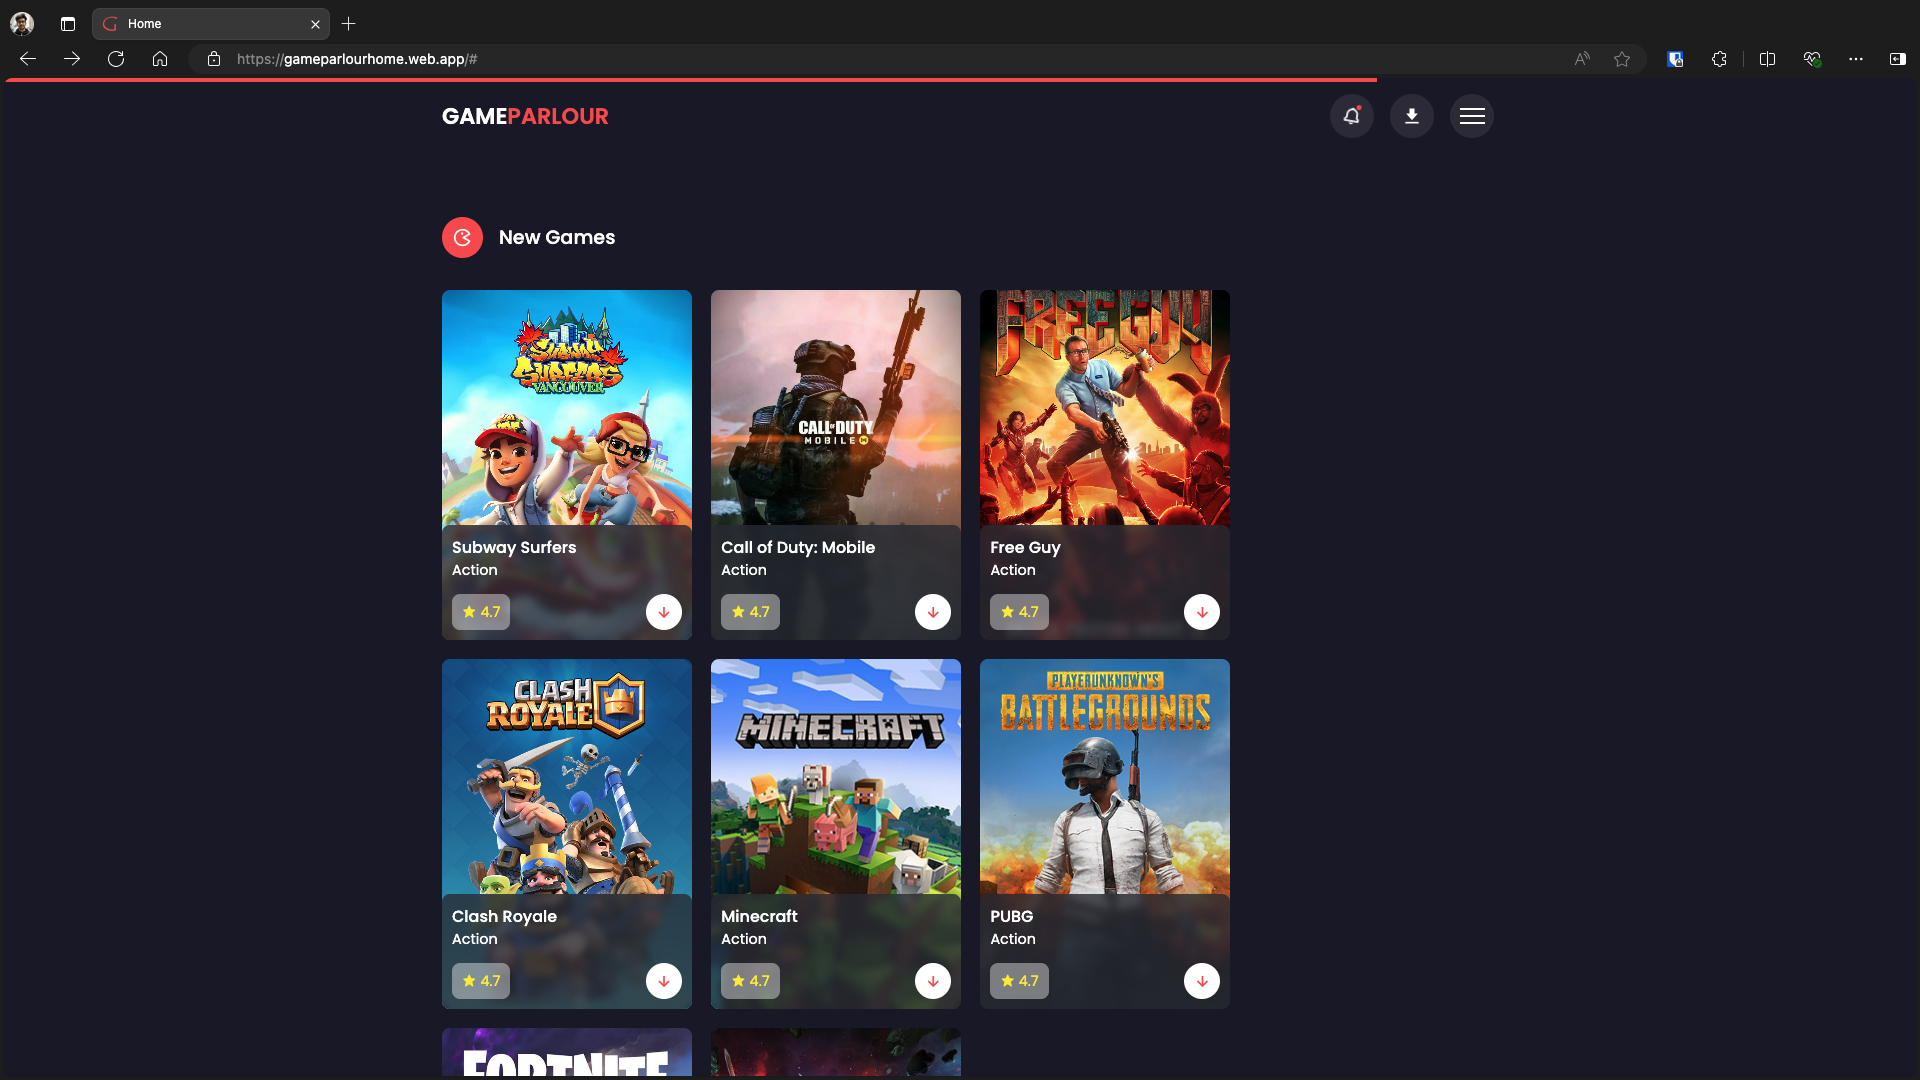 Home
https://gameparlourhome.web.app/#
GAMEPARLOUR
New Games
SUBWAY
SURFERS
VANCOUVER
CALL OF DUTY
MOBILE
FREE GUY
Subway Surfers
Action
4.7
Call of Duty: Mobile
Action
4.7
Free Guy
Action
4.7
CLASH
ROYALE
MINECRAFT
PLAYERUNKNOWN'S
BATTLEGROUNDS
Clash Royale
Action
4.7
Minecraft
Action
4.7
PUBG
Action
4.7
FORTNITE